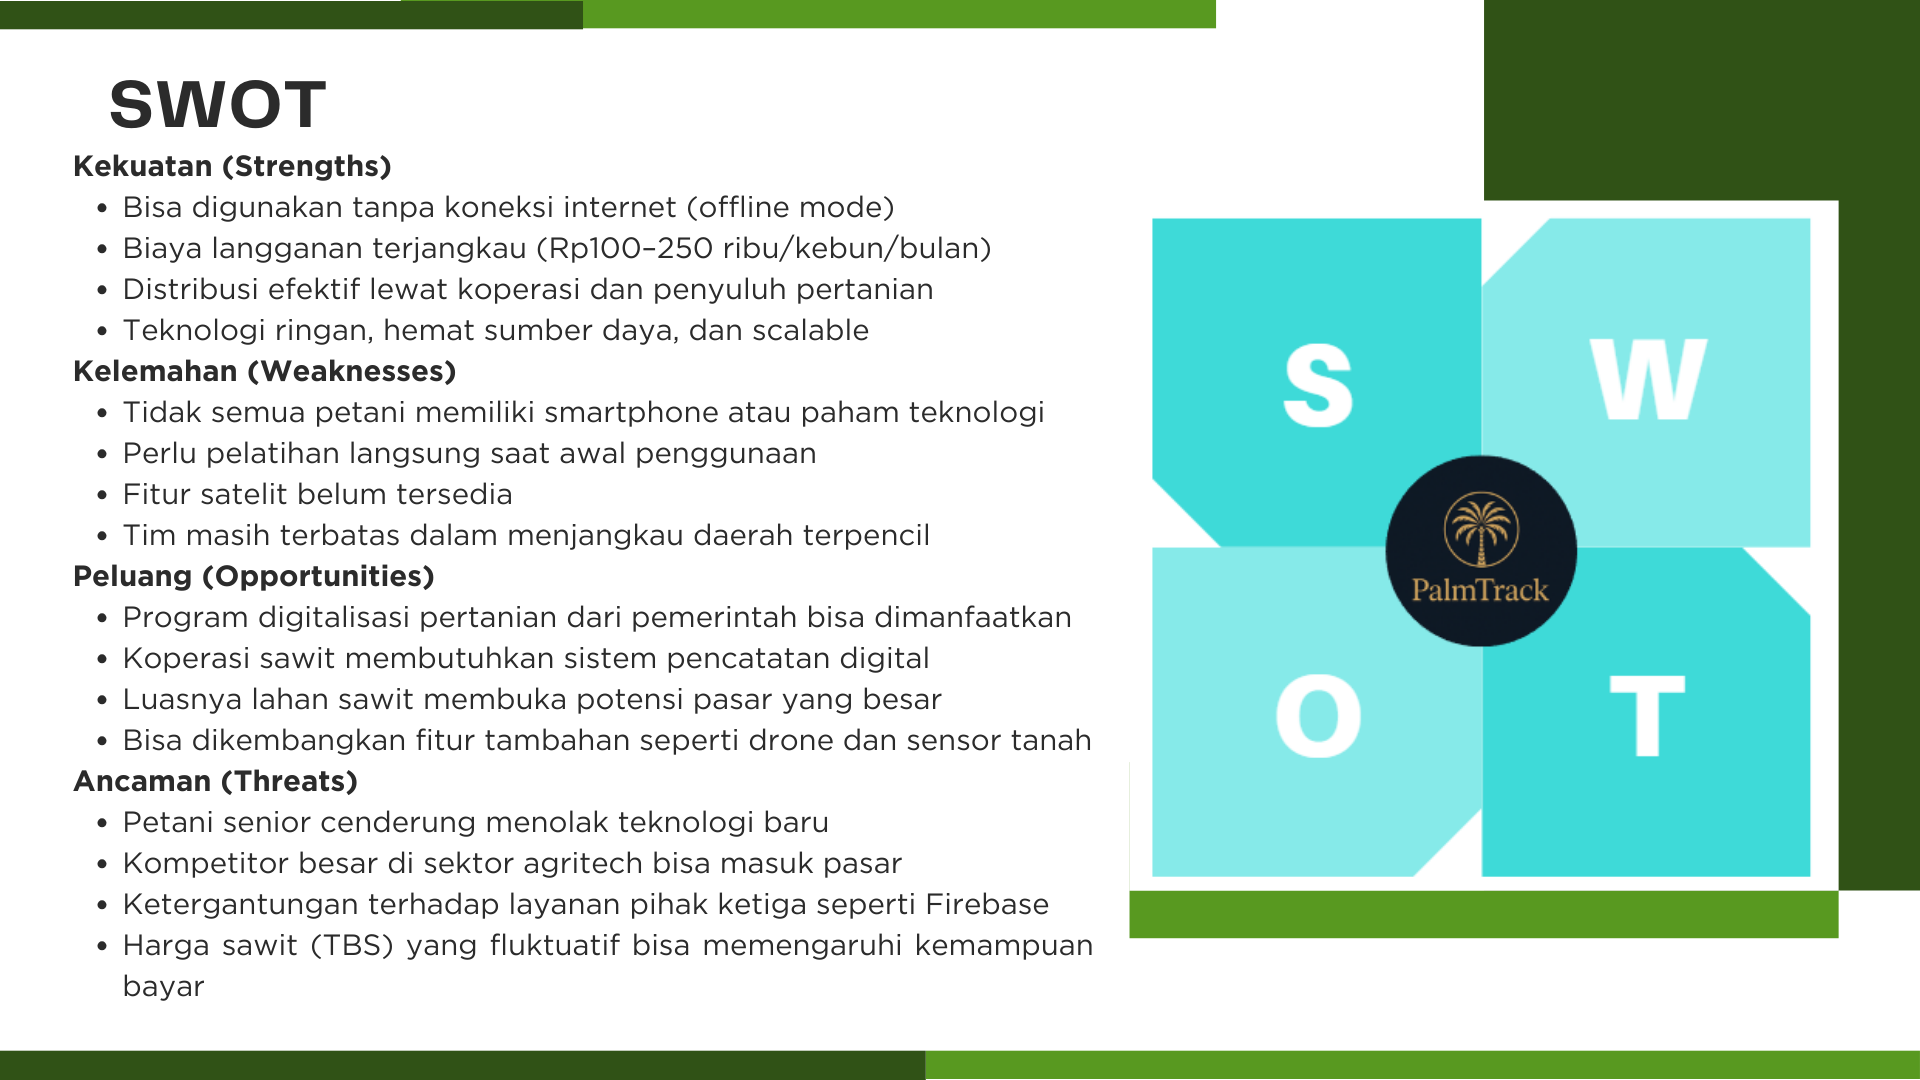 SWOT
Kekuatan (Strengths)
• Bisa digunakan tanpa koneksi internet (offline mode)
• Biaya langganan terjangkau (Rp100–250 ribu/kebun/bulan)
• Distribusi efektif lewat koperasi dan penyuluh pertanian
• Teknologi ringan, hemat sumber daya, dan scalable
Kelemahan (Weaknesses)
• Tidak semua petani memiliki smartphone atau paham teknologi
• Perlu pelatihan langsung saat awal penggunaan
• Fitur satelit belum tersedia
• Tim masih terbatas dalam menjangkau daerah terpencil
Peluang (Opportunities)
• Program digitalisasi pertanian dari pemerintah bisa dimanfaatkan
• Koperasi sawit membutuhkan sistem pencatatan digital
• Luasnya lahan sawit membuka potensi pasar yang besar
• Bisa dikembangkan fitur tambahan seperti drone dan sensor tanah
Ancaman (Threats)
• Petani senior cenderung menolak teknologi baru
• Kompetitor besar di sektor agritech bisa masuk pasar
• Ketergantungan terhadap layanan pihak ketiga seperti Firebase
• Harga sawit (TBS) yang fluktuatif bisa memengaruhi kemampuan
bayar
S
W
PalmTrack
O
T